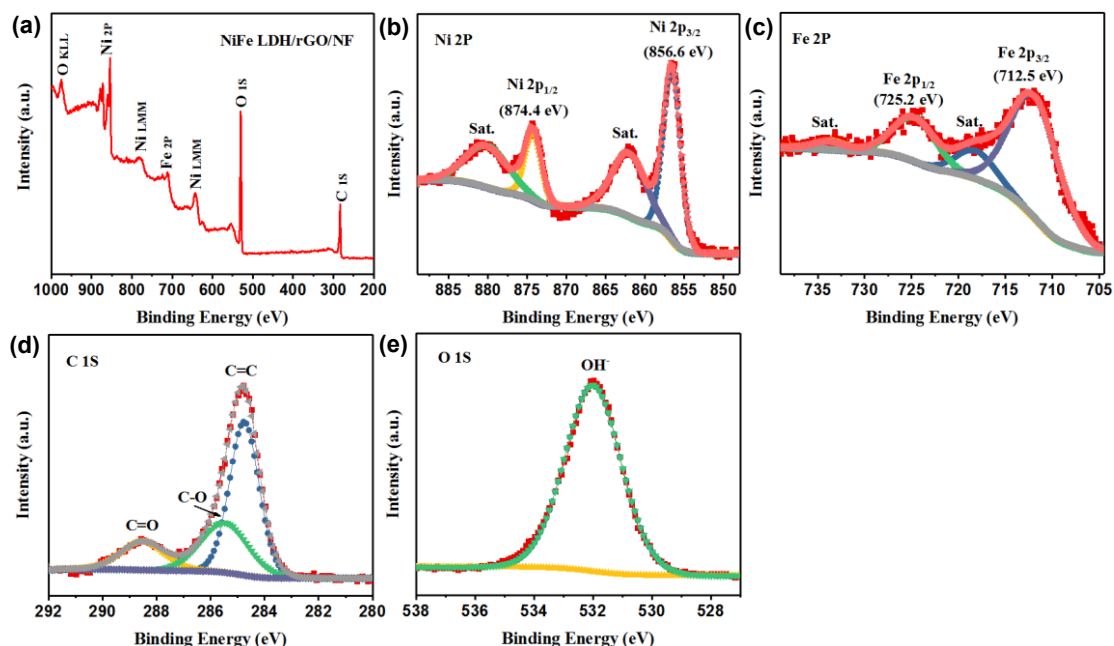 (a)
NiFe LDH/rGO/NF
O KLL
Ni 2P
Ni LMM
Fe 2P
Ni LMM
O 1S
C 1S
Intensity (a.u.)
1000 900 800 700 600 500 400 300 200
Binding Energy (eV)
(b)
Ni 2P
Ni 2p3/2
(856.6 eV)
Ni 2p1/2
(874.4 eV)
Sat.
Sat.
Intensity (a.u.)
885 880 875 870 865 860 855 850
Binding Energy (eV)
(c)
Fe 2P
Fe 2p3/2
(712.5 eV)
Fe 2p1/2
(725.2 eV)
Sat.
Sat.
Intensity (a.u.)
735 730 725 720 715 710 705
Binding Energy (eV)
(d)
C 1S
C=C
C-O
C=O
Intensity (a.u.)
292 290 288 286 284 282 280
Binding Energy (eV)
(e)
O 1S
OH-
Intensity (a.u.)
538 536 534 532 530 528
Binding Energy (eV)